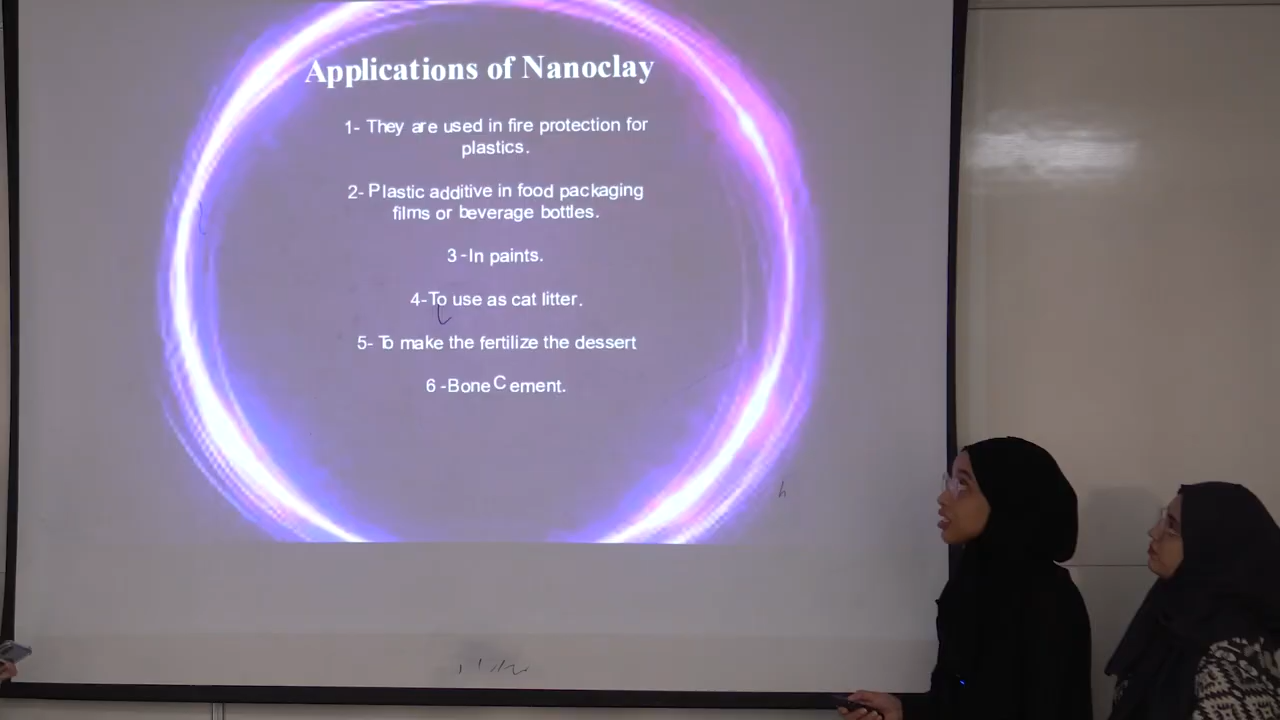 Applications of Nanoclay
1- They are used in fire protection for
plastics.
2- Plastic additive in food packaging
films or beverage bottles.
3 -In paints.
4-To use as cat litter.
5- To make the fertilize the dessert
6 -Bone Cement.